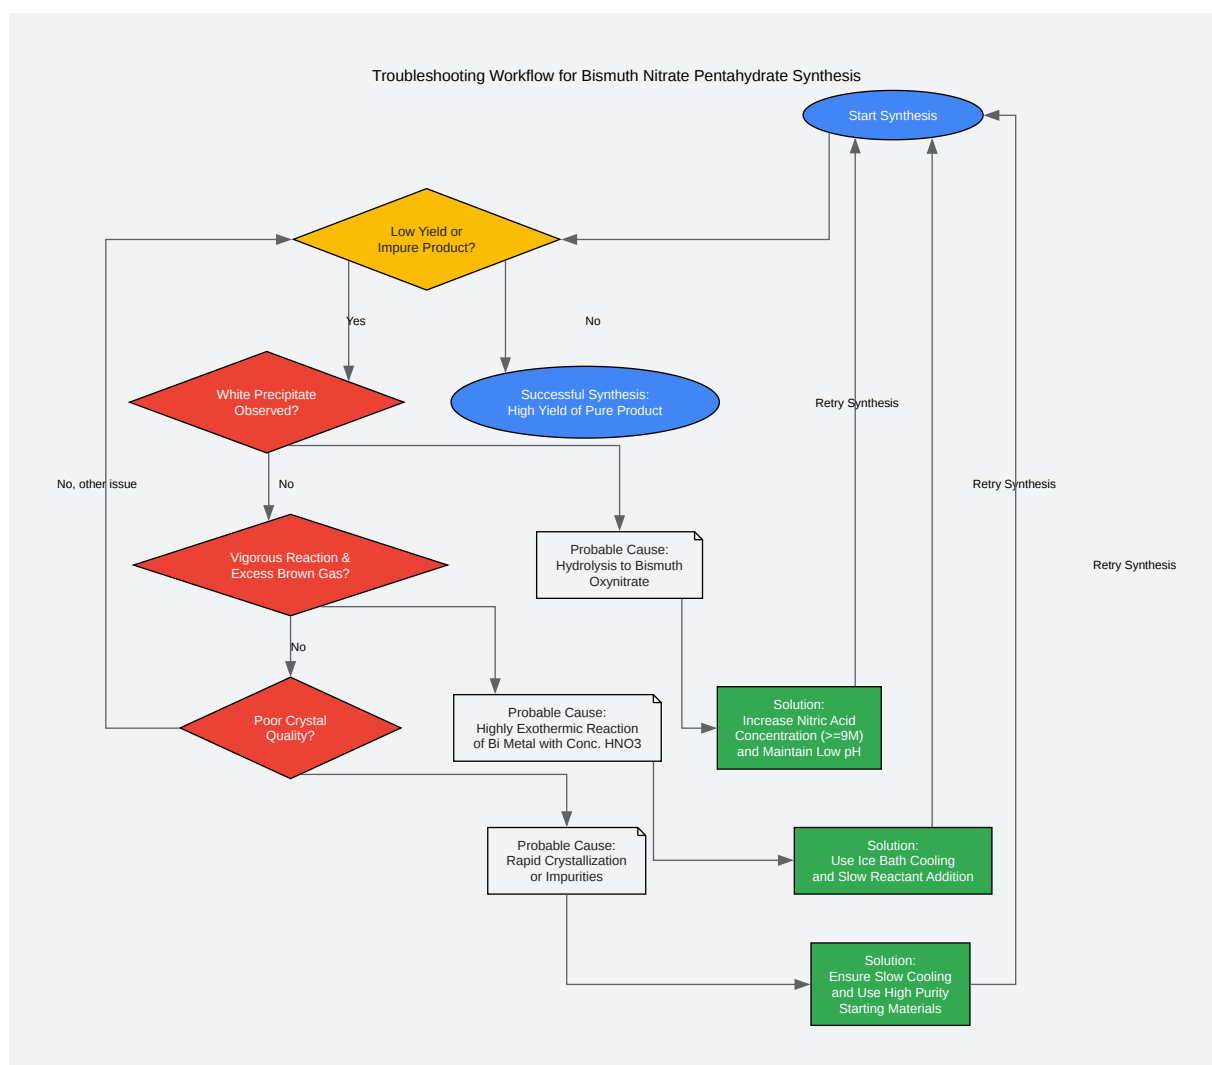 Troubleshooting Workflow for Bismuth Nitrate Pentahydrate Synthesis
Start Synthesis
Low Yield or
Impure Product?
Yes
No
White Precipitate
Observed?
Successful Synthesis:
High Yield of Pure Product
Retry Synthesis
No, other issue
No
Retry Synthesis
Vigorous Reaction &
Excess Brown Gas?
Probable Cause:
Hydrolysis to Bismuth
Oxynitrate
Retry Synthesis
No
Poor Crystal
Quality?
Probable Cause:
Highly Exothermic Reaction
of Bi Metal with Conc. HNO3
Solution:
Increase Nitric Acid
Concentration (>=9M)
and Maintain Low pH
Probable Cause:
Rapid Crystallization
or Impurities
Solution:
Use Ice Bath Cooling
and Slow Reactant Addition
Solution:
Ensure Slow Cooling
and Use High Purity
Starting Materials